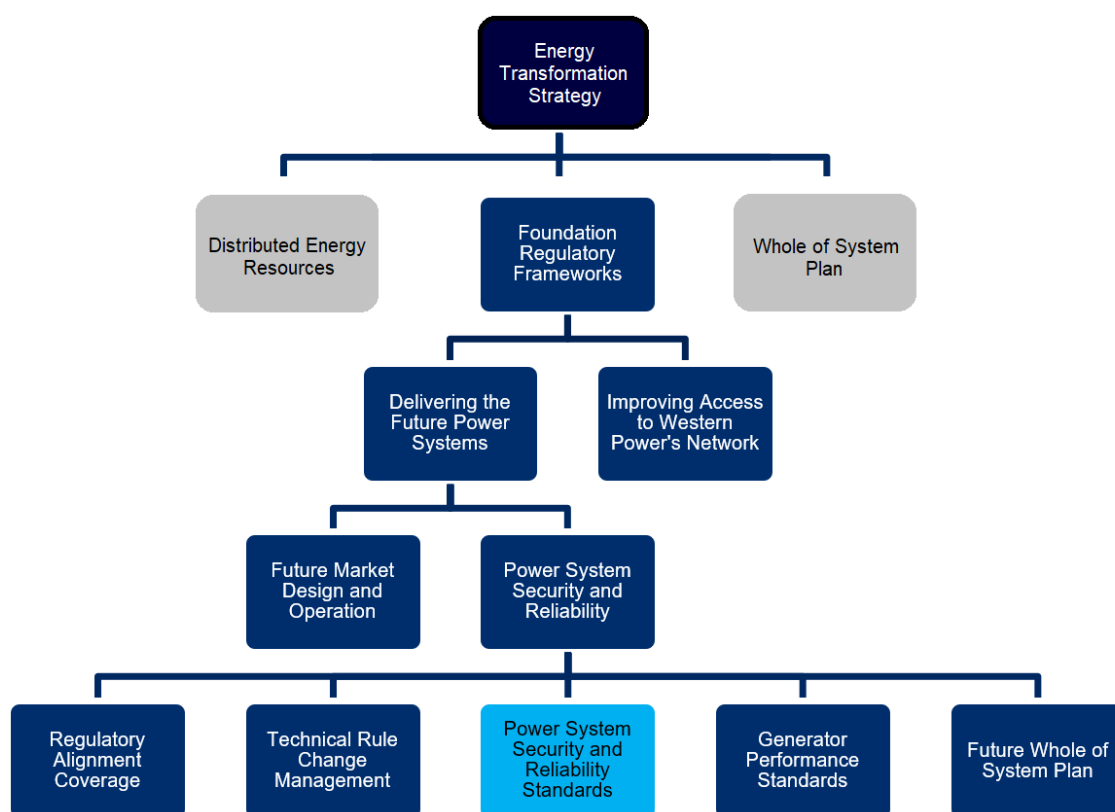 Energy
Transformation
Strategy
Distributed Energy
Resources
Foundation
Regulatory
Frameworks
Whole of System
Plan
Delivering the
Future Power
Systems
Improving Access
to Western
Power's Network
Future Market
Design and
Operation
Power System
Security and
Reliability
Regulatory
Alignment
Coverage
Technical Rule
Change
Management
Power System
Security and
Reliability
Standards
Generator
Performance
Standards
Future Whole of
System Plan